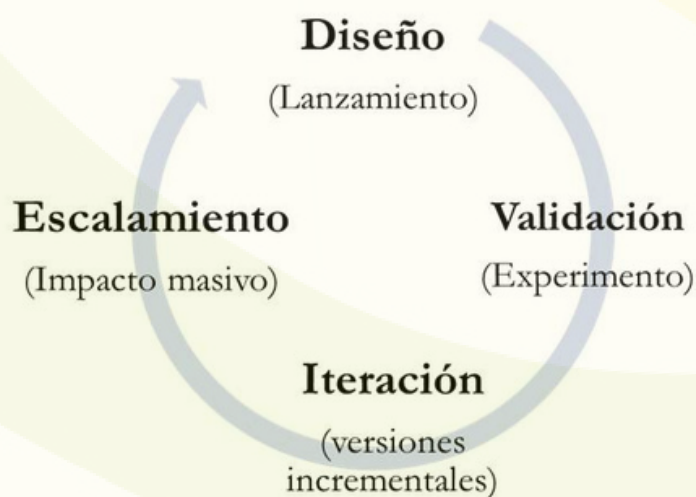 Diseño
(Lanzamiento)
Escalamiento
(Impacto masivo)
Validación
(Experimento)
Iteración
(versiones
incrementales)